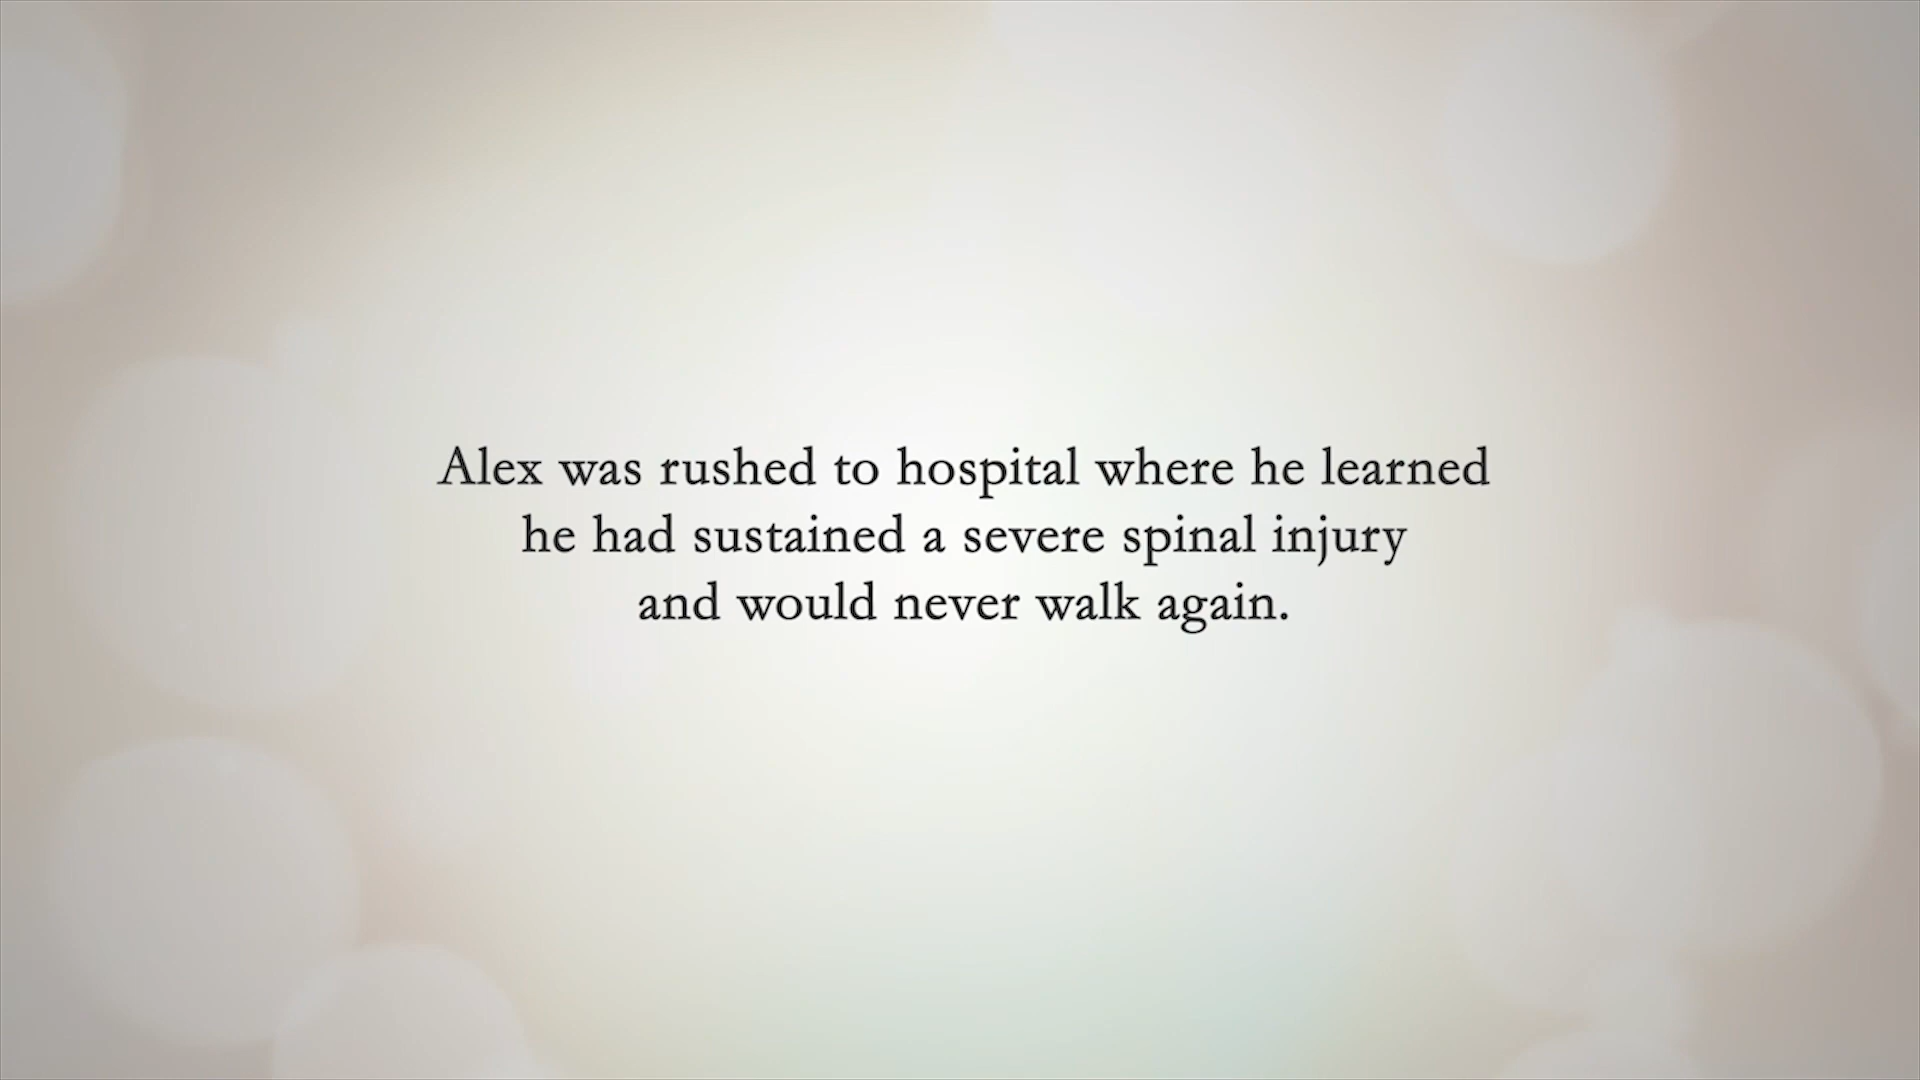 Alex was rushed to hospital where he learned
he had sustained a severe spinal injury
and would never walk again.